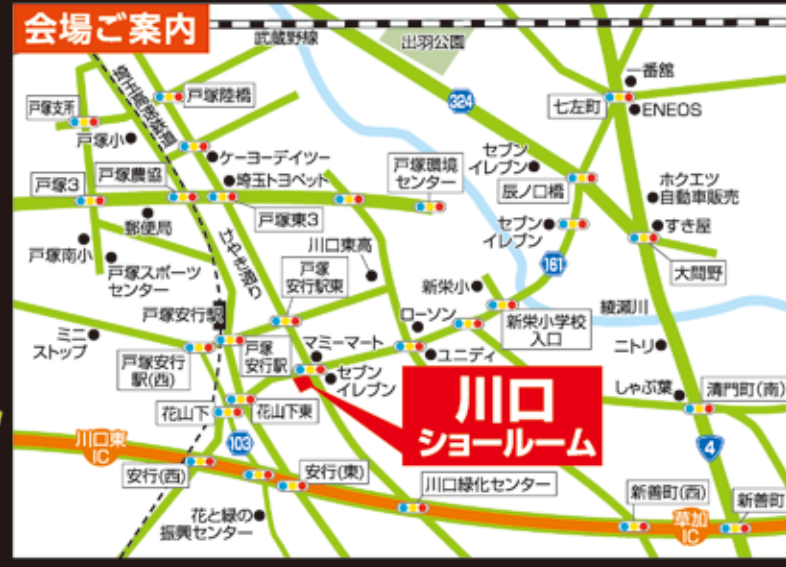 会場ご案内
武蔵野線
出羽公園
埼玉高速鉄道
戸塚陸橋
戸塚支所
戸塚小
一番館
七左町
ENEOS
324
ケーヨーデイツー
埼玉トヨペット
戸塚3
戸塚農協
戸塚東3
戸塚環境
センター
セブン
イレブン
辰ノ口橋
ホクエツ
自動車販売
すき屋
大間野
郵便局
戸塚南小
戸塚スポーツ
センター
けやき通り
川口東高
セブン
イレブン
161
戸塚
安行駅東
新栄小
新栄小学校
入口
綾瀬川
戸塚安行駅
ミニ
ストップ
戸塚安行
駅(西)
戸塚
安行駅
マミーマート
セブン
イレブン
ローソン
ユニディ
ニトリ
しゃぶ葉
清門町(南)
川口
ショールーム
花山下
花山下東
103
4
川口東
IC
安行(西)
安行(東)
川口緑化センター
花と緑の
振興センター
新善町(西)
草加
IC
新善町